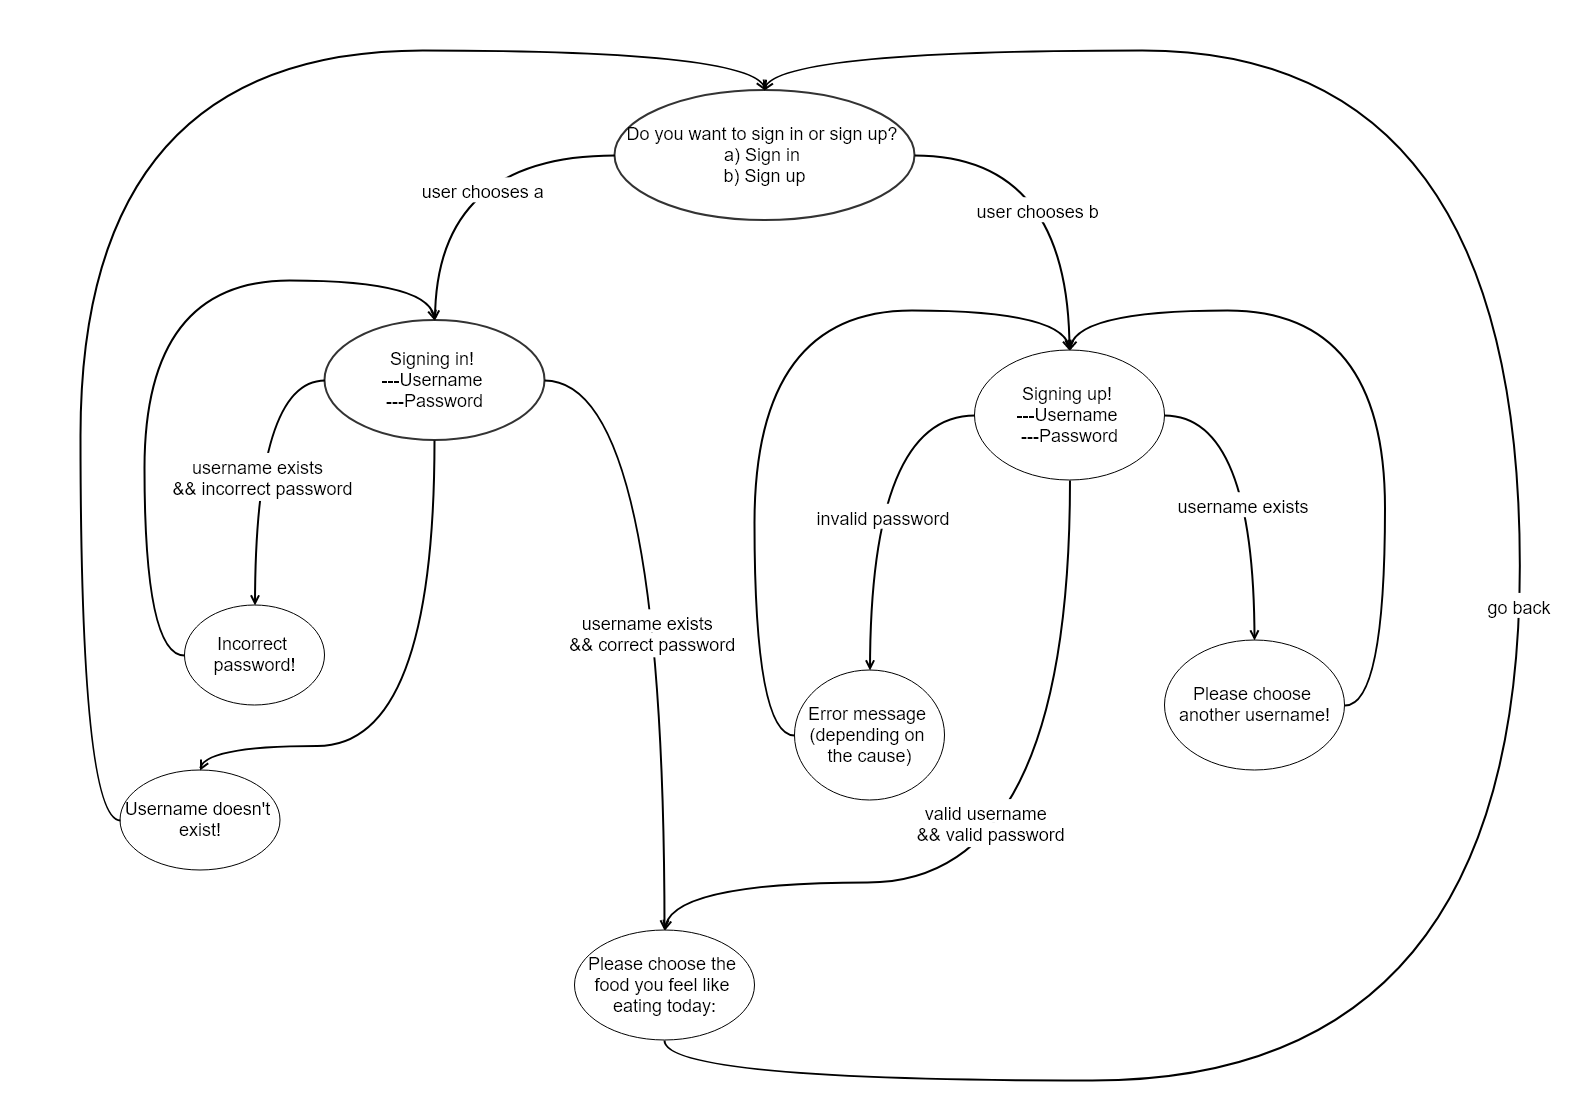 Do you want to sign in or sign up?
a) Sign in
b) Sign up
user chooses a
user chooses b
Signing in!
---Username
---Password
Signing up!
---Username
---Password
username exists
&& incorrect password
invalid password
username exists
go back
username exists
&& correct password
Incorrect
password!
Please choose
another username!
Error message
(depending on
the cause)
Username doesn't
exist!
valid username
&& valid password
Please choose the
food you feel like
eating today: